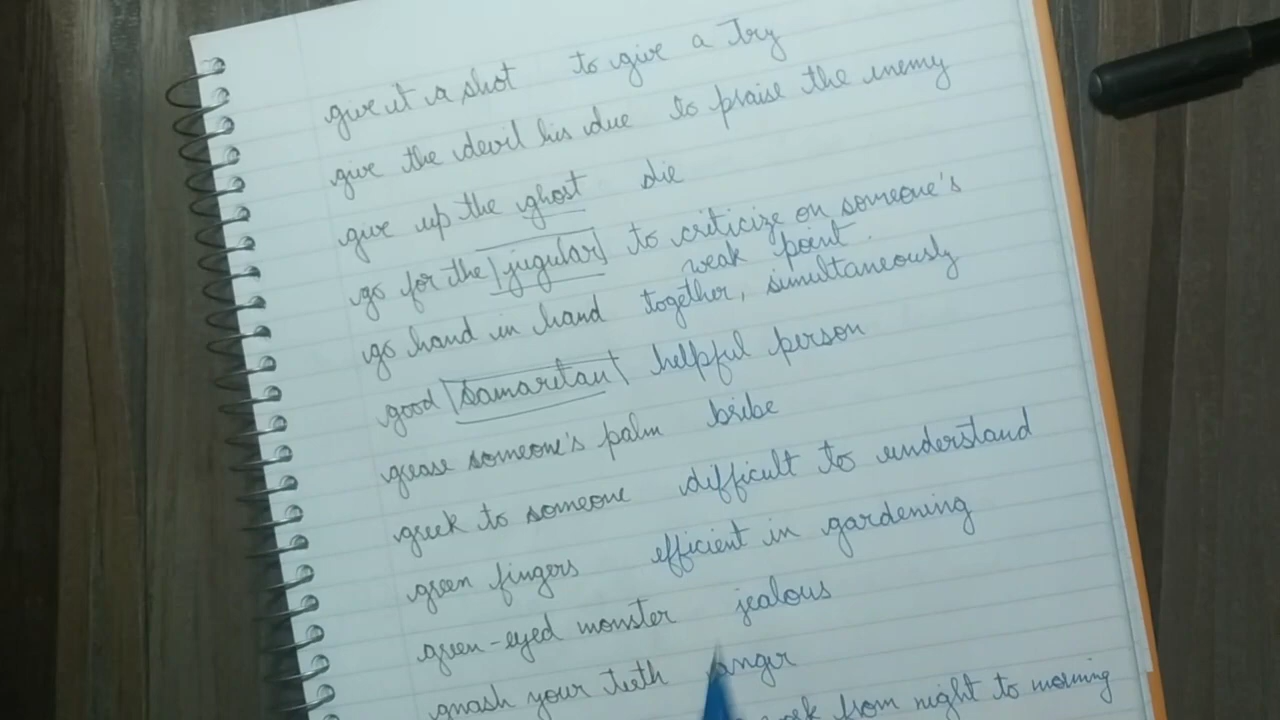 give it a shot to give a try
give the devil his due to praise the enemy
give up the ghost die
go for the jugular to criticize on someone's
weak point
go hand in hand together, simultaneously
good samaritan helpful person
grease someone's palm bribe
greek to someone difficult to understand
green fingers efficient in gardening
green-eyed monster jealous
gnash your teeth anger
work from night to morning